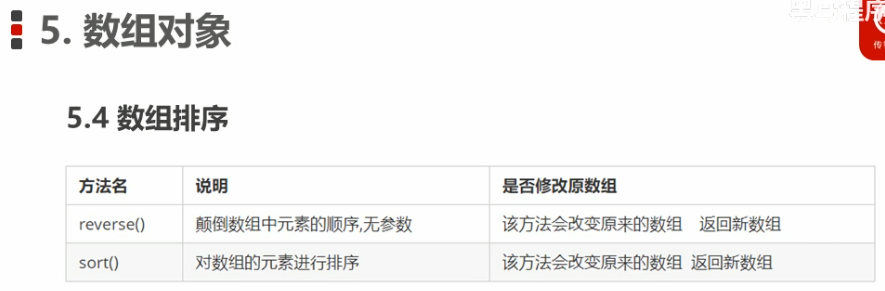 5. 数组对象
5.4 数组排序
方法名 说明 是否修改原数组
reverse() 颠倒数组中元素的顺序,无参数 该方法会改变原来的数组 返回新数组
sort() 对数组的元素进行排序 该方法会改变原来的数组 返回新数组